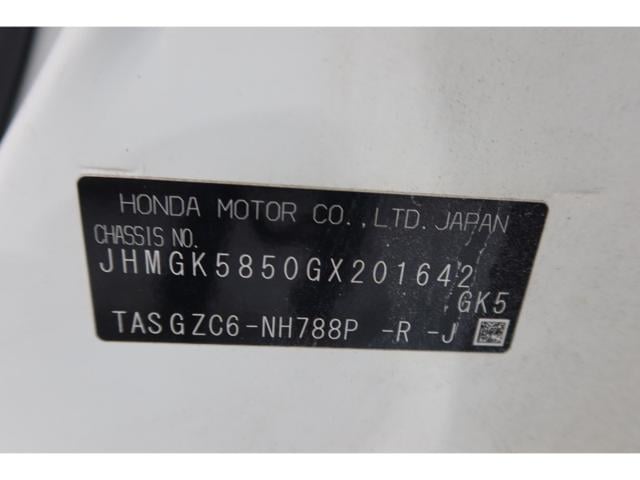 HONDA MOTOR CO.,LTD.JAPAN
CHASSIS NO.
JHMGK5850GX201642
GK5
TASGZC6-NH788P -R -J